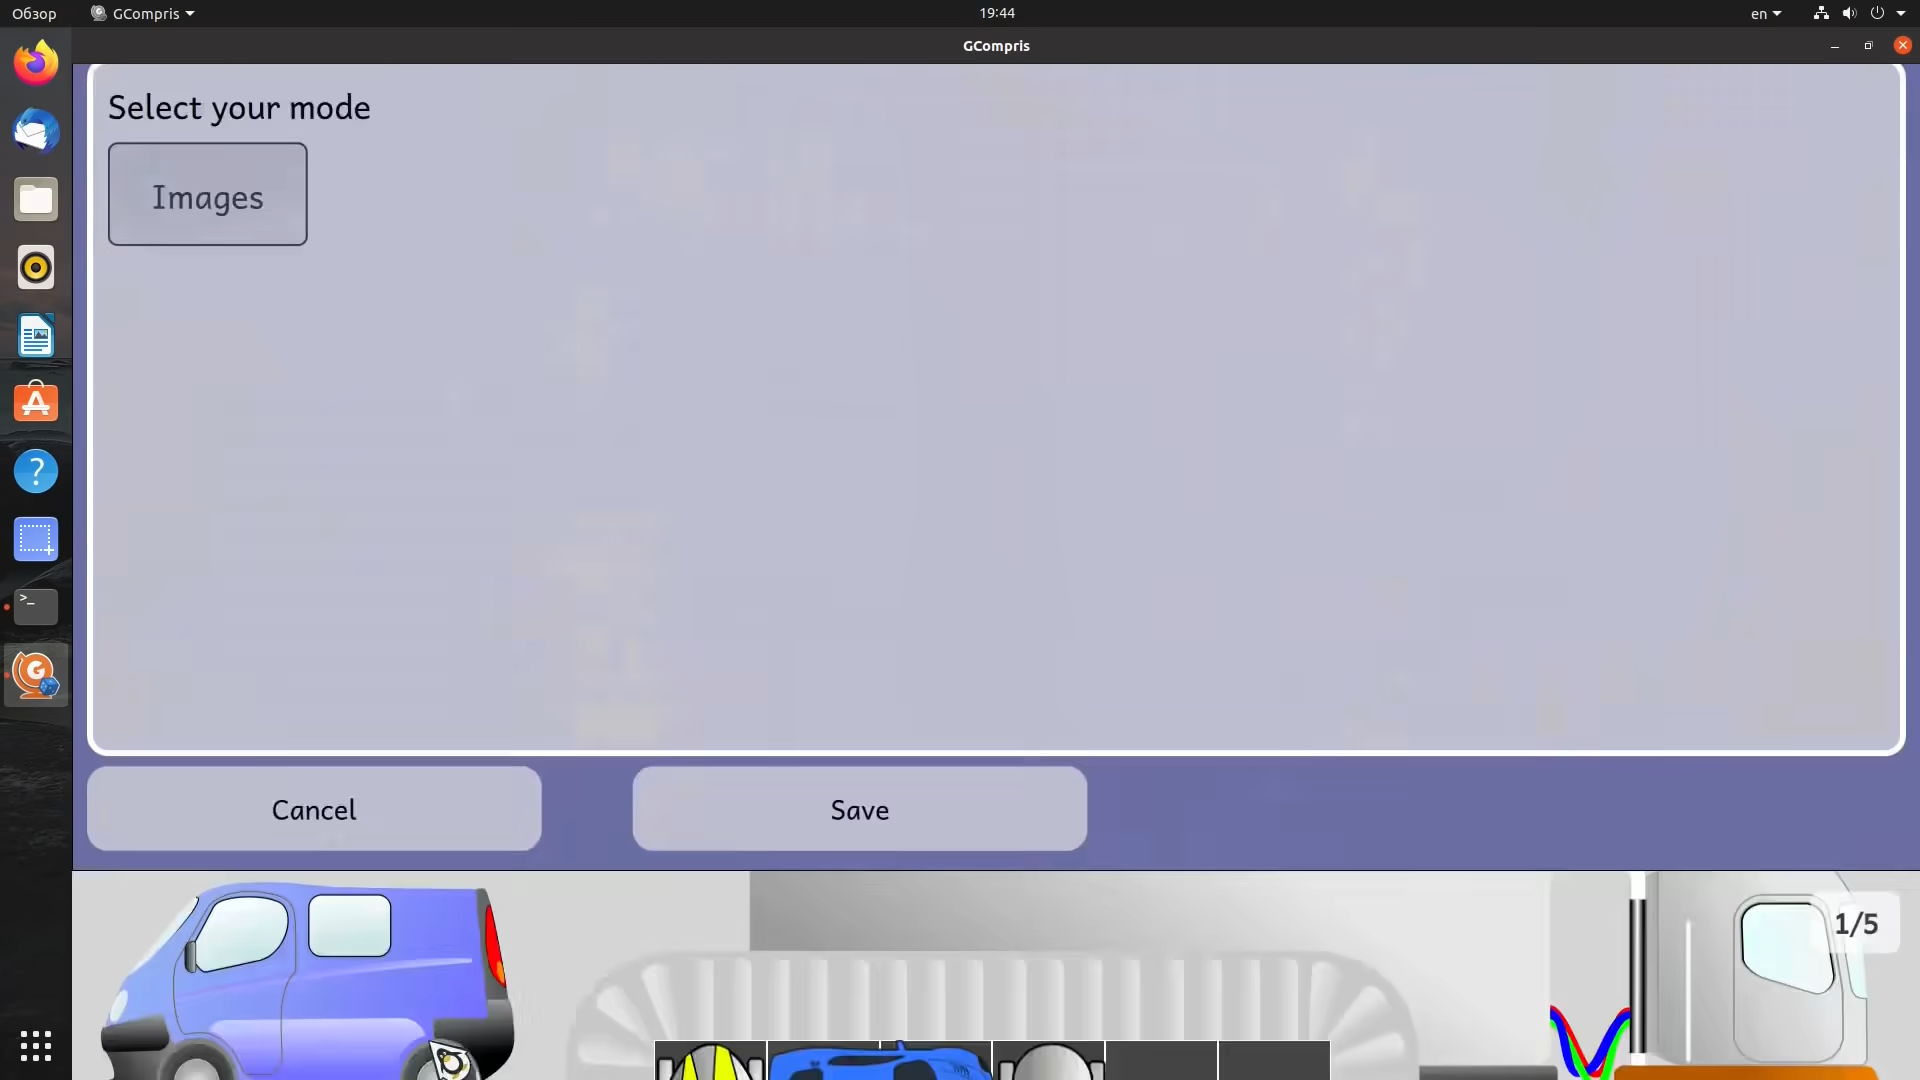 Обзор
GCompris
19:44
en
GCompris
Select your mode
Images
Cancel
Save
1/5